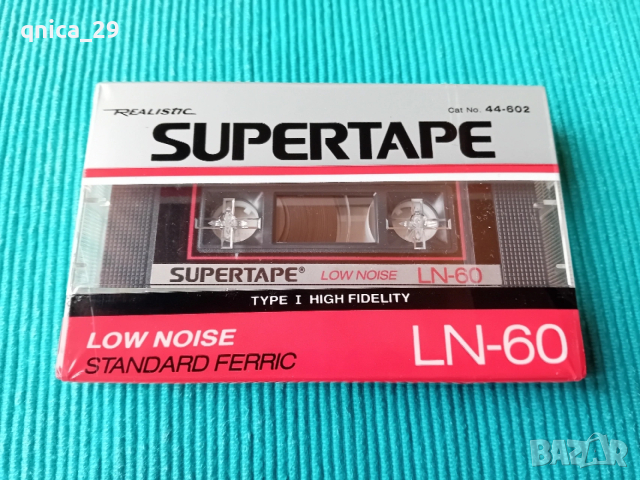 qnica_29
REALISTIC
Cat No. 44-602
SUPERTAPE
SUPERTAPE® LOW NOISE LN-60
TYPE I HIGH FIDELITY
LOW NOISE
STANDARD FERRIC
LN-60
BAZAR